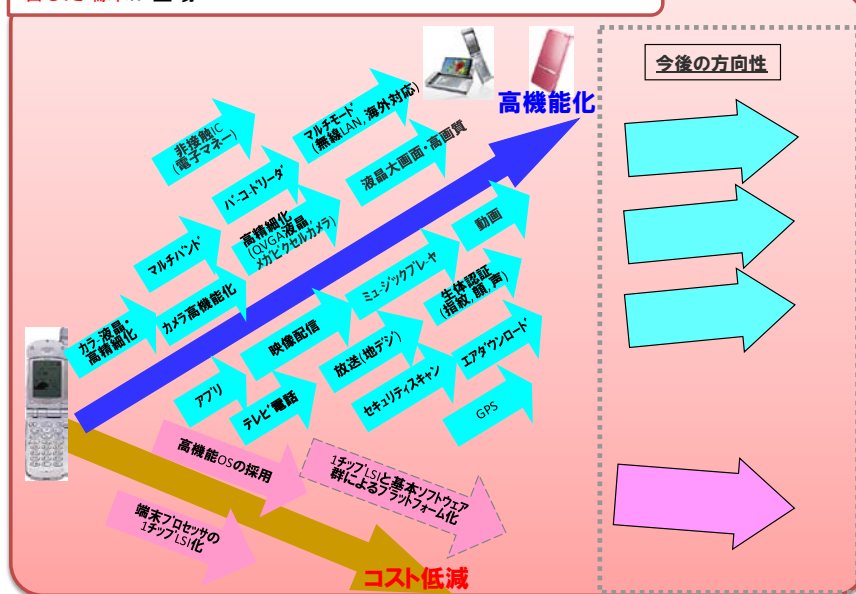 今後の方向性
高機能化
マルチモード
(無線LAN, 海外対応)
非接触IC
(電子マネー)
バーコードリーダ
液晶大画面・高画質
高精細化
(QVGA液晶,
メガピクセルカメラ)
マルチバンド
動画
ミュージックプレーヤ
カメラ高機能化
カラー液晶・
高精細化
生体認証
(指紋, 顔, 声)
映像配信
放送(地デジ)
エアダウンロード
アプリ
テレビ電話
セキュリティスキャン
GPS
高機能OSの採用
1チップLSIと基本ソフトウェア
群によるプラットフォーム化
端末プロセッサの
1チップLSI化
コスト低減